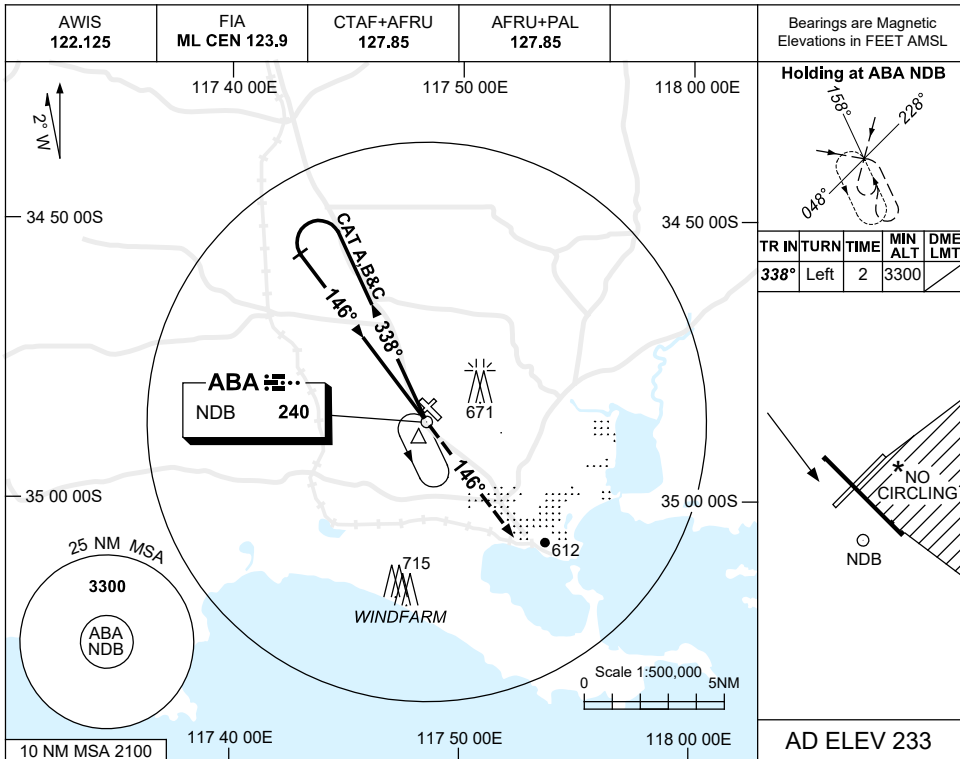 AWIS
122.125
FIA
ML CEN 123.9
CTAF+AFRU
127.85
AFRU+PAL
127.85
Bearings are Magnetic
Elevations in FEET AMSL
117 40 00E
117 50 00E
118 00 00E
2° W
34 50 00S
34 50 00S
CAT A,B&C
146°
338°
ABA
NDB 240
671
146°
35 00 00S
35 00 00S
612
715
WINDFARM
25 NM MSA
3300
ABA
NDB
Scale 1:500,000
0 5NM
10 NM MSA 2100
117 40 00E
117 50 00E
118 00 00E
Holding at ABA NDB
158°
228°
048°
TR IN TURN TIME MIN ALT DME LMT
338° Left 2 3300
*NO
CIRCLING
NDB
AD ELEV 233